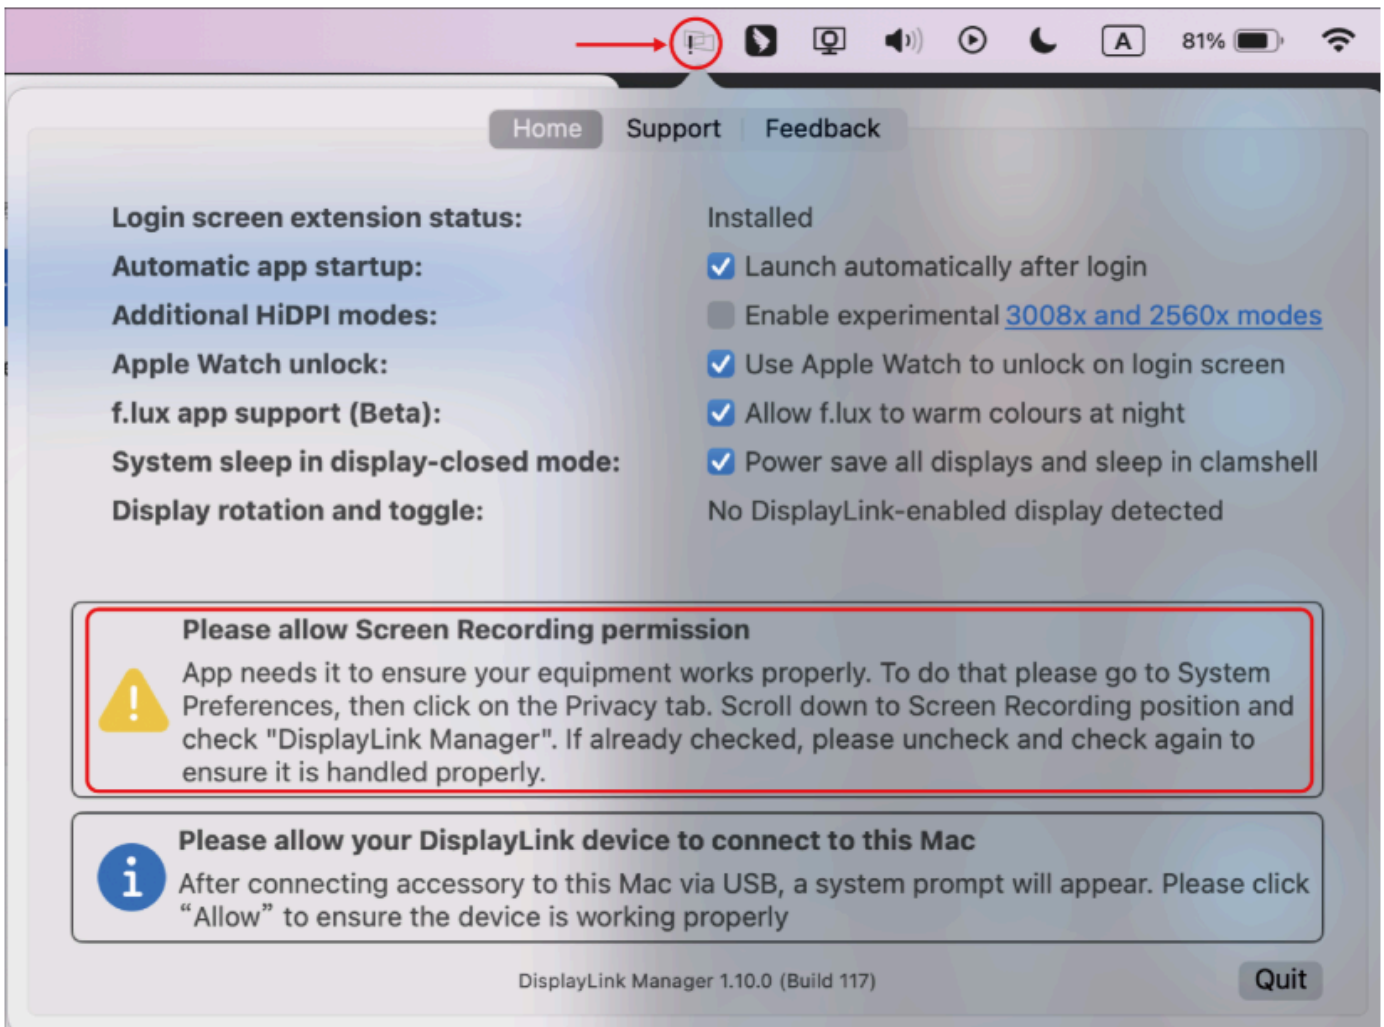 A 81%
Home Support Feedback
Login screen extension status: Installed
Automatic app startup: Launch automatically after login
Additional HiDPI modes: Enable experimental 3008x and 2560x modes
Apple Watch unlock: Use Apple Watch to unlock on login screen
f.lux app support (Beta): Allow f.lux to warm colours at night
System sleep in display-closed mode: Power save all displays and sleep in clamshell
Display rotation and toggle: No DisplayLink-enabled display detected
Please allow Screen Recording permission
App needs it to ensure your equipment works properly. To do that please go to System
Preferences, then click on the Privacy tab. Scroll down to Screen Recording position and
check "DisplayLink Manager". If already checked, please uncheck and check again to
ensure it is handled properly.
Please allow your DisplayLink device to connect to this Mac
After connecting accessory to this Mac via USB, a system prompt will appear. Please click
“Allow” to ensure the device is working properly
DisplayLink Manager 1.10.0 (Build 117)
Quit